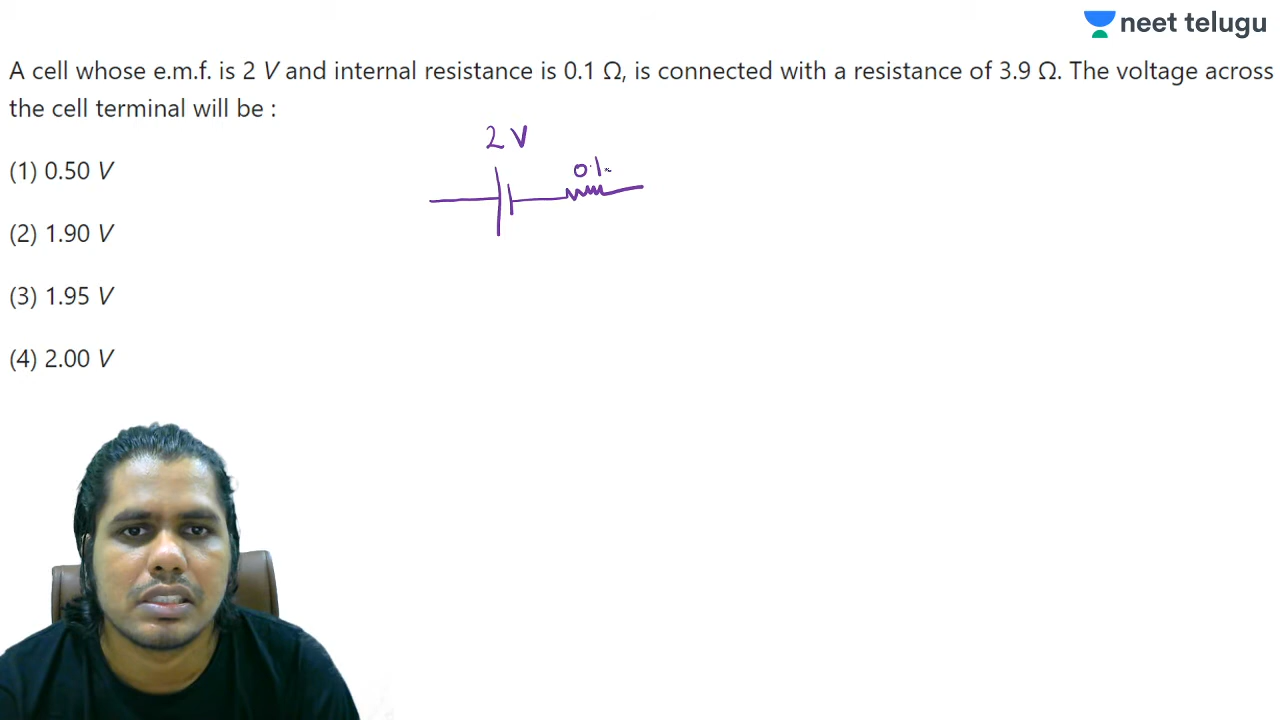 neet telugu
A cell whose e.m.f. is 2 V and internal resistance is 0.1 Ω, is connected with a resistance of 3.9 Ω. The voltage across
the cell terminal will be :
2 V
0.1
(1) 0.50 V
(2) 1.90 V
(3) 1.95 V
(4) 2.00 V